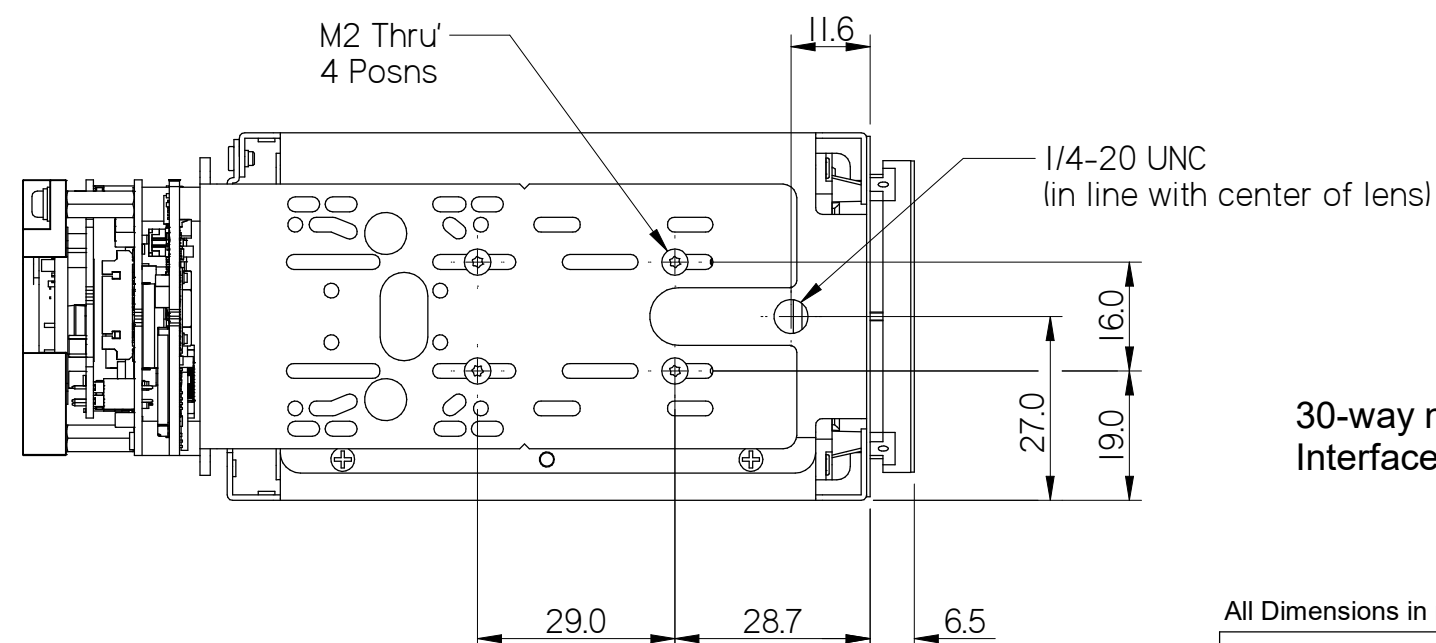 11.6
M2 Thru'
4 Posns
1/4-20 UNC
(in line with center of lens)
16.0
27.0
19.0
30-way
Interface
29.0
28.7
6.5
All Dimensions in